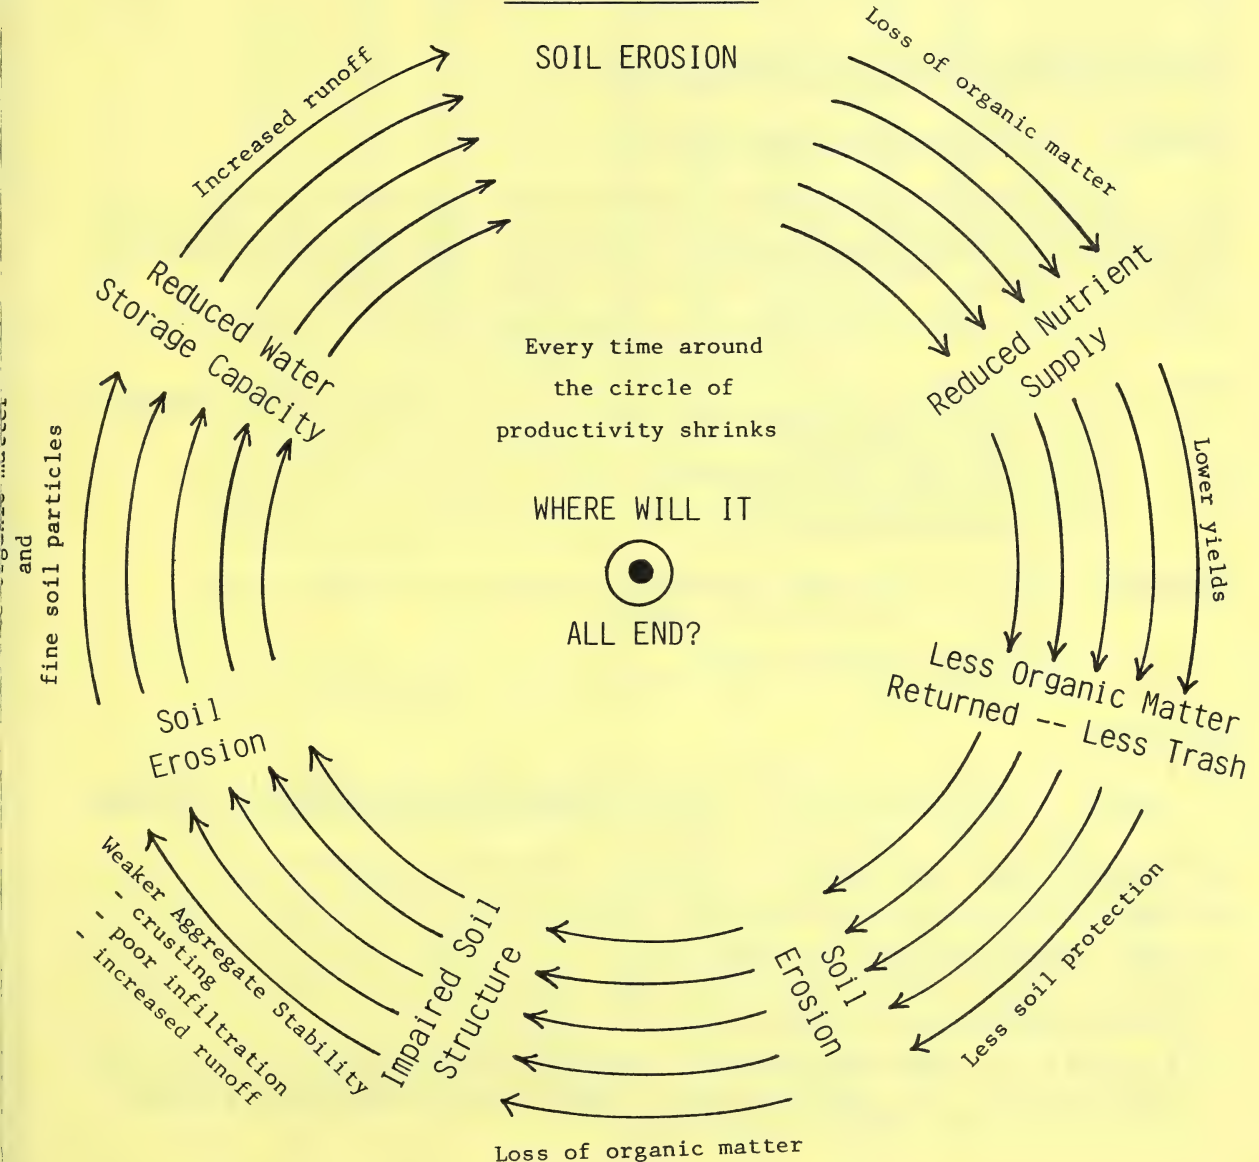 SOIL EROSION
Loss of organic matter
Reduced Nutrient
Supply
Lower yields
Less Organic Matter
Returned -- Less Trash
Less soil protection
Soil
Erosion
Loss of organic matter
Impaired Soil
Structure
Weaker Aggregate Stability
- crusting
- poor infiltration
- increased runoff
Soil
Erosion
organic matter
and
fine soil particles
Reduced Water
Storage Capacity
Increased runoff
Every time around
the circle of
productivity shrinks
WHERE WILL IT
ALL END?